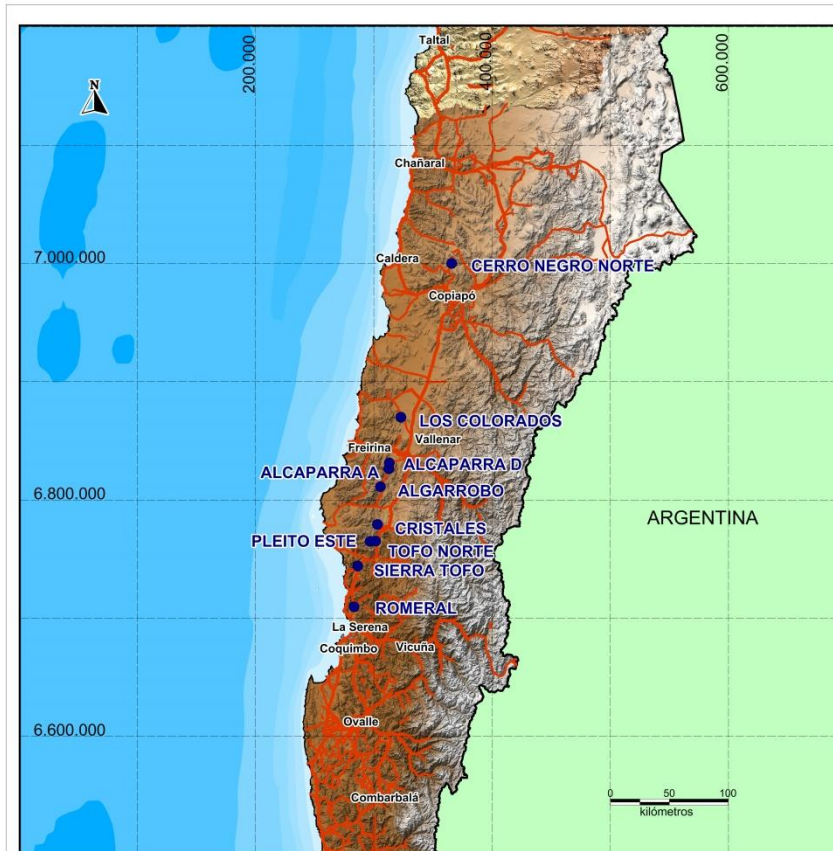 Taltal
200.000
400.000
600.000
N
Chañaral
7.000.000
Caldera
CERRO NEGRO NORTE
Copiapó
LOS COLORADOS
Vallenar
Freirina
ALCAPARRA D
ALCAPARRA A
ALGARROBO
6.800.000
ARGENTINA
CRISTALES
PLEITO ESTE
TOFO NORTE
SIERRA TOFO
ROMERAL
La Serena
Coquimbo
Vicuña
Ovalle
6.600.000
Combarbalá
0 50 100
kilómetros